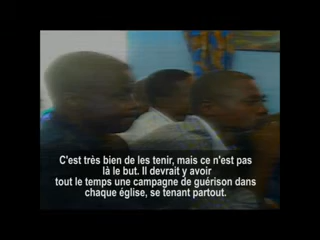 C'est très bien de les tenir, mais ce n'est pas
là le but. Il devrait y avoir
tout le temps une campagne de guérison dans
chaque église, se tenant partout.